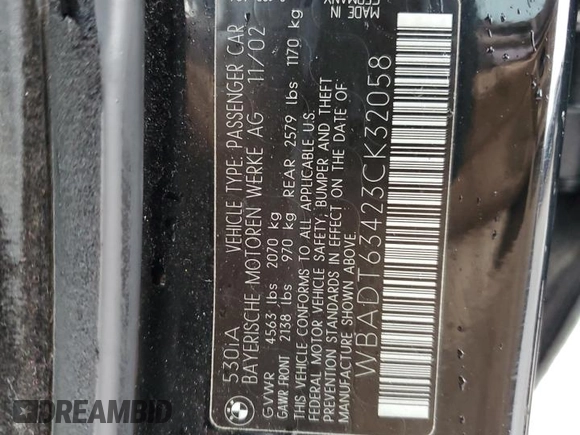 530iA VEHICLE TYPE: PASSENGER CAR
BAYERISCHE MOTOREN WERKE AG 11/02
GVWR 4563 lbs 2070 kg
GAWR FRONT 2138 lbs 970 kg REAR 2579 lbs 1170 kg
THIS VEHICLE CONFORMS TO ALL APPLICABLE U.S.
FEDERAL MOTOR VEHICLE SAFETY, BUMPER AND THEFT
PREVENTION STANDARDS IN EFFECT ON THE DATE OF
MANUFACTURE SHOWN ABOVE.
WBADT63423CK32058
MADE IN
GERMANY
BMW
DREAMBID